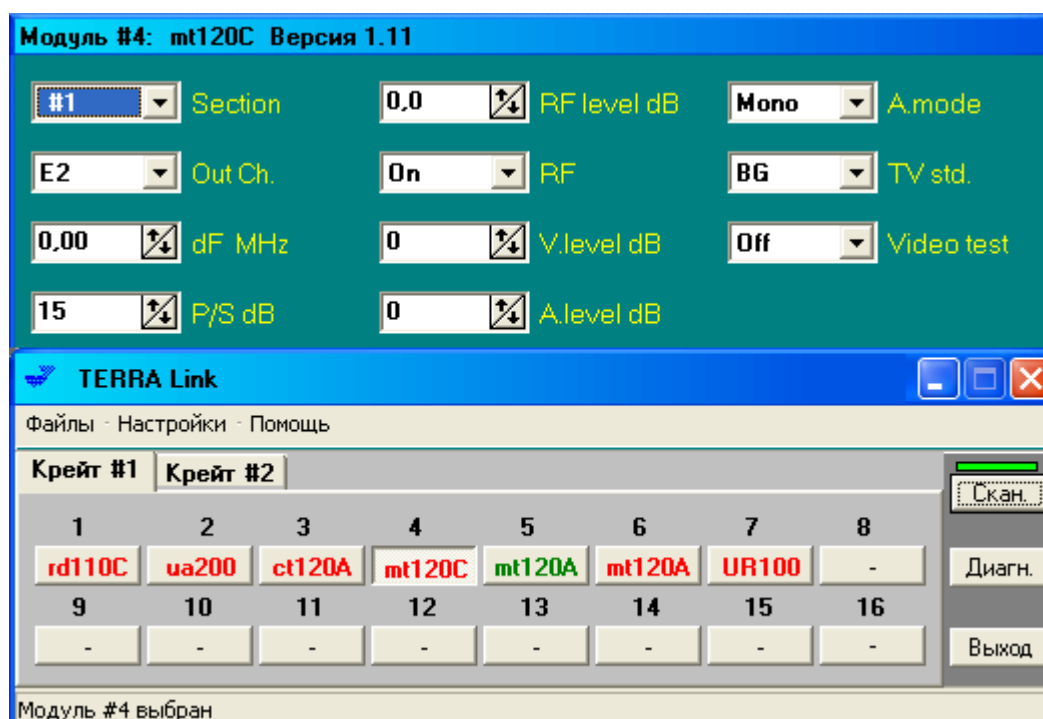 Модуль #4: mt120C Версия 1.11
#1 Section 0,0 RF level dB Mono A.mode
E2 Out Ch. On RF BG TV std.
0,00 dF MHz 0 V.level dB Off Video test
15 P/S dB 0 A.level dB
TERRA Link
Файлы - Настройки - Помощь
Крейт #1 Крейт #2
Скан.
1 2 3 4 5 6 7 8
rd110C ua200 ct120A mt120C mt120A mt120A UR100 - Диагн.
9 10 11 12 13 14 15 16
- - - - - - - - Выход
Модуль #4 выбран